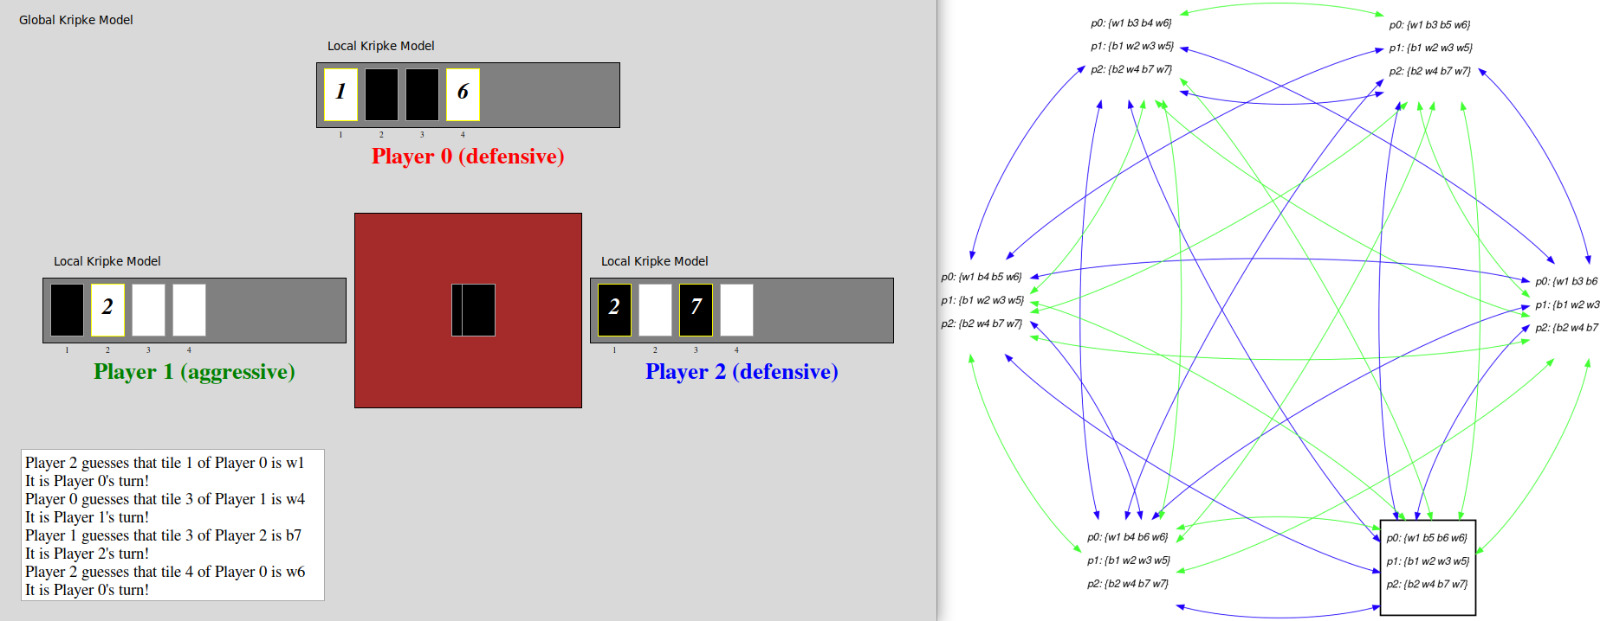 Global Kripke Model
Local Kripke Model
1 6
1 2 3 4
Player 0 (defensive)
Local Kripke Model
2
1 2 3 4
Player 1 (aggressive)
Local Kripke Model
2 7
1 2 3 4
Player 2 (defensive)
Player 2 guesses that tile 1 of Player 0 is w1
It is Player 0's turn!
Player 0 guesses that tile 3 of Player 1 is w4
It is Player 1's turn!
Player 1 guesses that tile 3 of Player 2 is b7
It is Player 2's turn!
Player 2 guesses that tile 4 of Player 0 is w6
It is Player 0's turn!
p0: {w1 b3 b4 w6}
p1: {b1 w2 w3 w5}
p2: {b2 w4 b7 w7}
p0: {w1 b3 b5 w6}
p1: {b1 w2 w3 w5}
p2: {b2 w4 b7 w7}
p0: {w1 b4 b5 w6}
p1: {b1 w2 w3 w5}
p2: {b2 w4 b7 w7}
p0: {w1 b3 b6
p1: {b1 w2 w3
p2: {b2 w4 b7
p0: {w1 b4 b6 w6}
p1: {b1 w2 w3 w5}
p2: {b2 w4 b7 w7}
p0: {w1 b5 b6 w6}
p1: {b1 w2 w3 w5}
p2: {b2 w4 b7 w7}